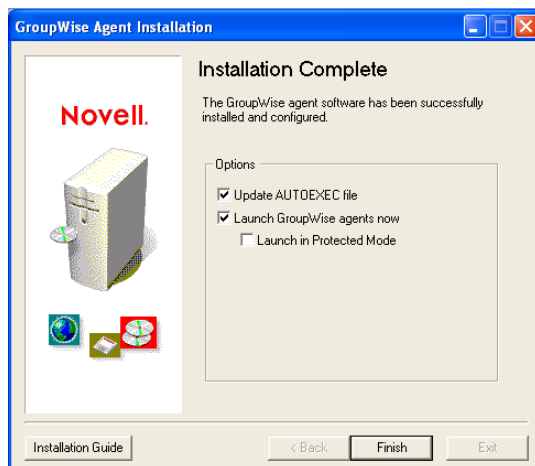 GroupWise Agent Installation
Novell.
Installation Complete
The GroupWise agent software has been successfully
installed and configured.
Options
Update AUTOEXEC file
Launch GroupWise agents now
Launch in Protected Mode
Installation Guide
< Back
Finish
Exit